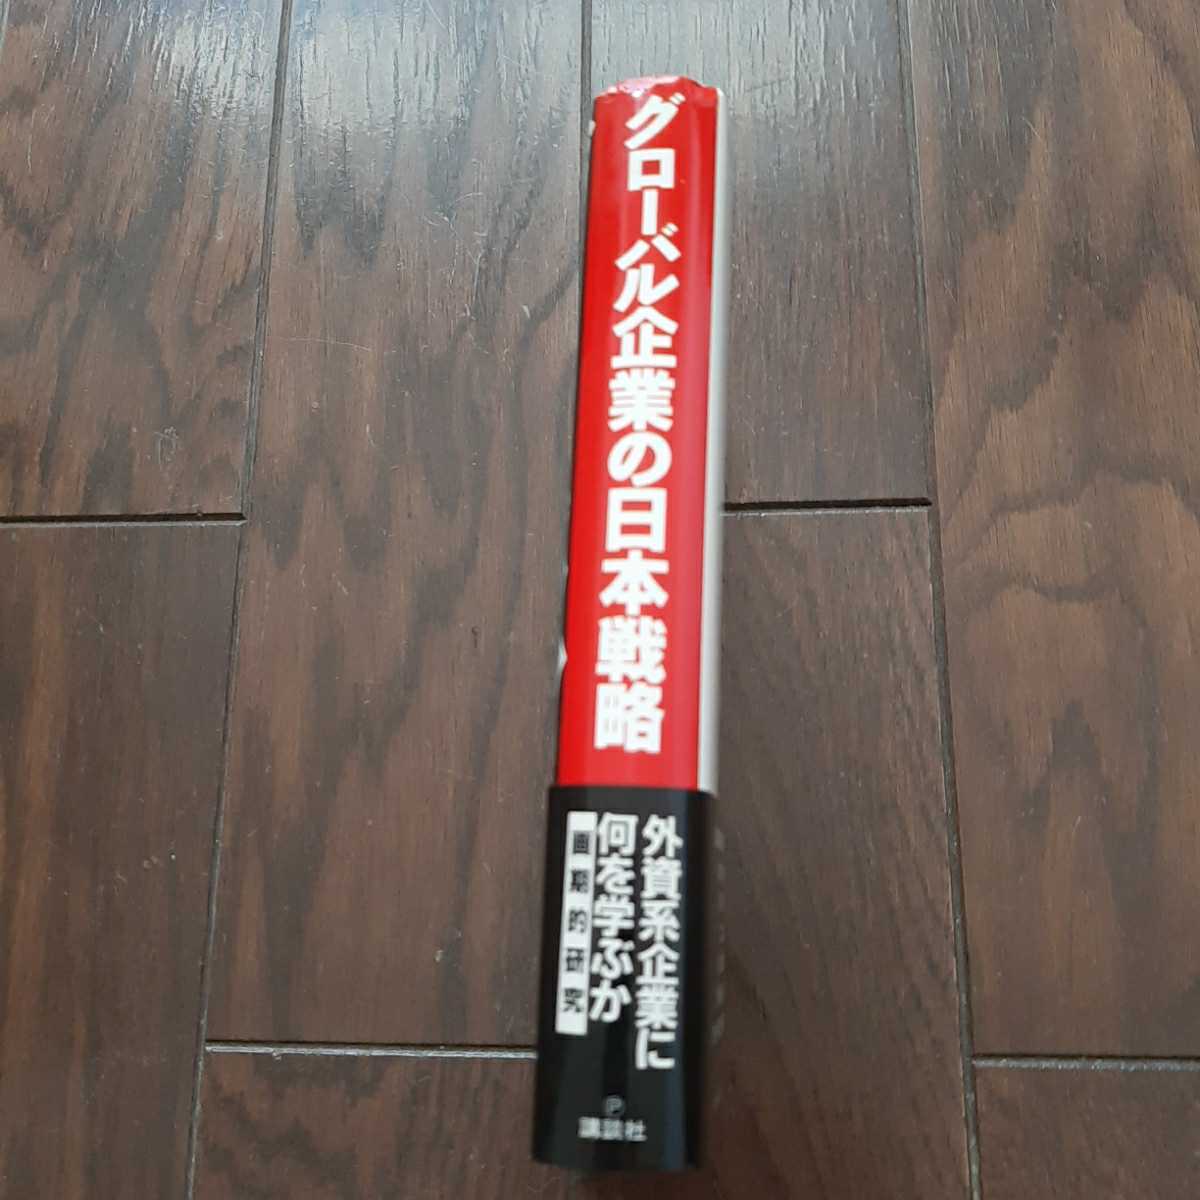 グローバル企業の日本戦略
外資系企業に
何を学ぶか
画期的研究
Ⓟ
講談社